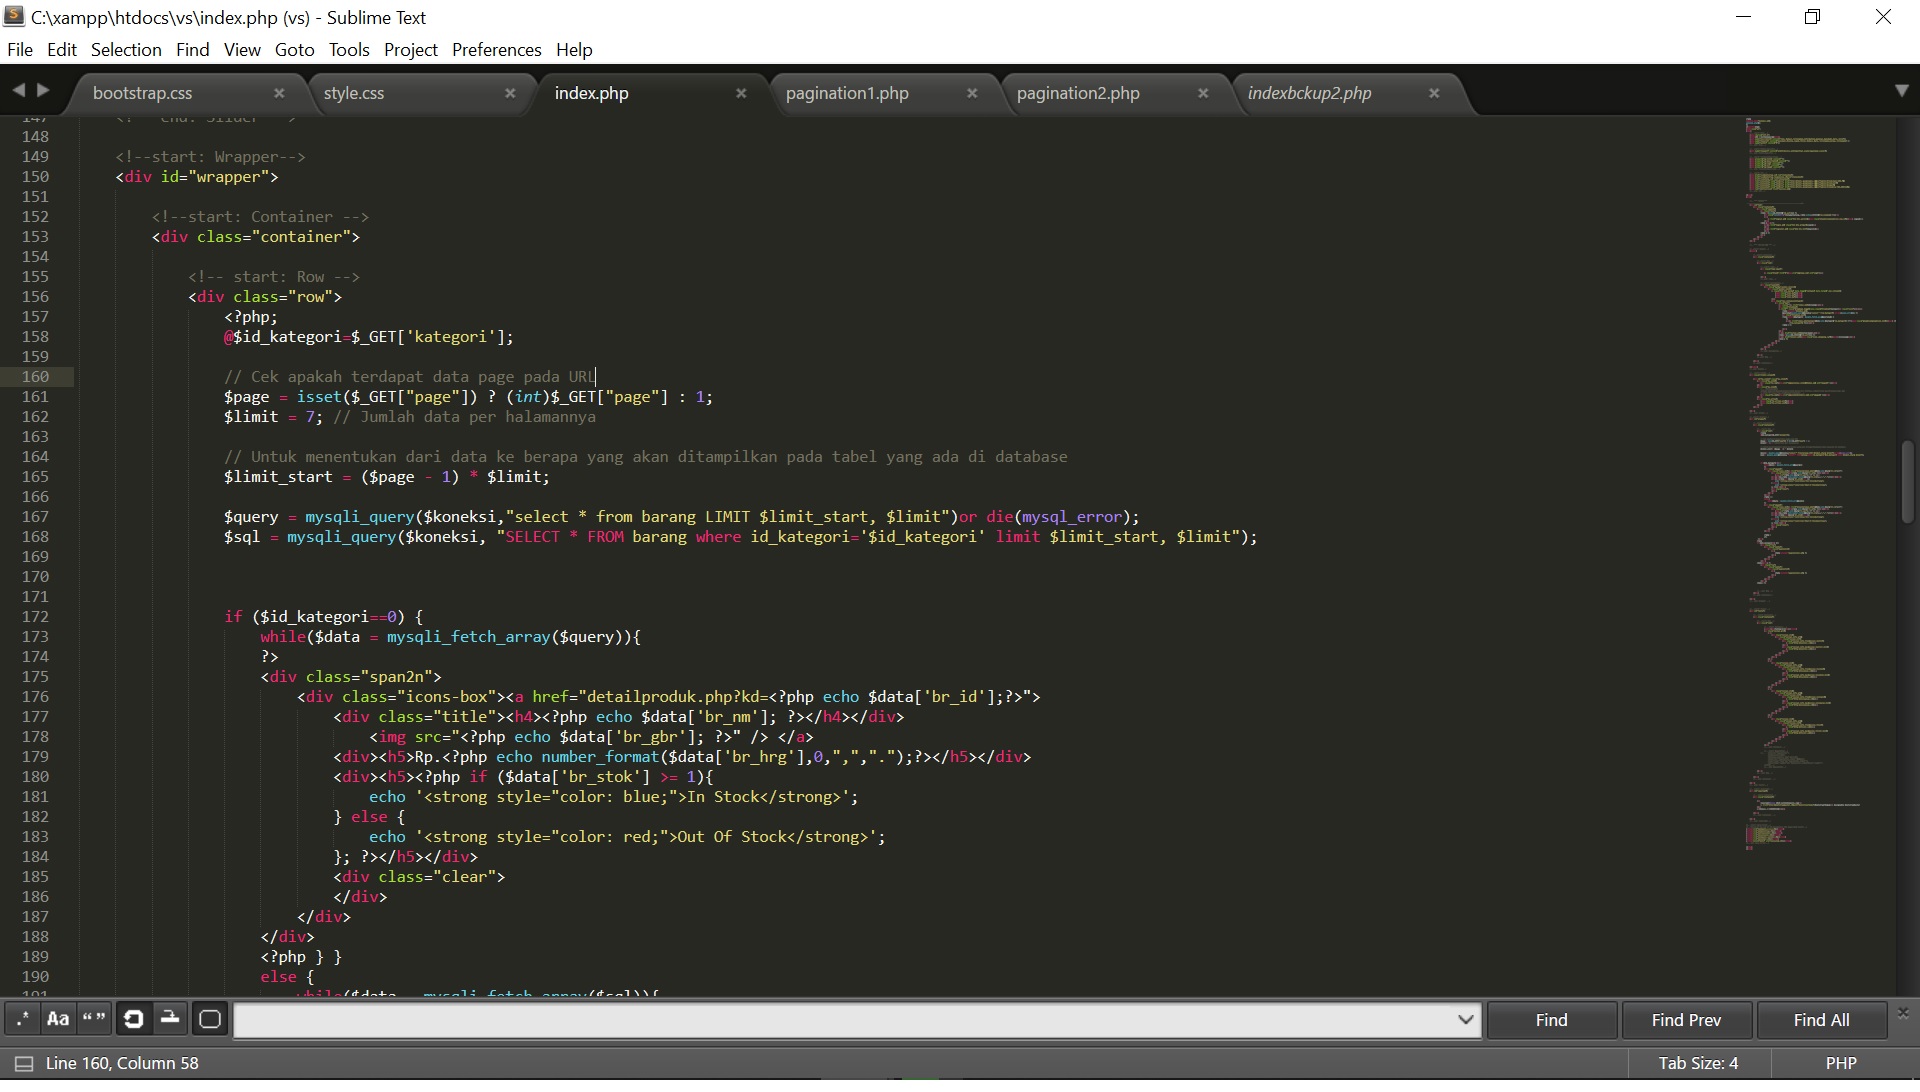 C:\xampp\htdocs\vs\index.php (vs) - Sublime Text
File Edit Selection Find View Goto Tools Project Preferences Help
bootstrap.css style.css index.php pagination1.php pagination2.php indexbckup2.php
148
149 <!--start: Wrapper-->
150 <div id="wrapper">
151
152 <!--start: Container -->
153 <div class="container">
154
155 <!-- start: Row -->
156 <div class="row">
157 <?php;
158 @$id_kategori=$_GET['kategori'];
159
160 // Cek apakah terdapat data page pada URL
161 $page = isset($_GET["page"]) ? (int)$_GET["page"] : 1;
162 $limit = 7; // Jumlah data per halamannya
163
164 // Untuk menentukan dari data ke berapa yang akan ditampilkan pada tabel yang ada di database
165 $limit_start = ($page - 1) * $limit;
166
167 $query = mysqli_query($koneksi,"select * from barang LIMIT $limit_start, $limit")or die(mysql_error);
168 $sql = mysqli_query($koneksi, "SELECT * FROM barang where id_kategori='$id_kategori' limit $limit_start, $limit");
169
170
171
172 if ($id_kategori==0) {
173 while($data = mysqli_fetch_array($query)){
174 ?>
175 <div class="span2n">
176 <div class="icons-box"><a href="detailproduk.php?kd=<?php echo $data['br_id'];?>">
177 <div class="title"><h4><?php echo $data['br_nm']; ?></h4></div>
178 <img src="<?php echo $data['br_gbr']; ?>" /> </a>
179 <div><h5>Rp.<?php echo number_format($data['br_hrg'],0,",",".");?></h5></div>
180 <div><h5><?php if ($data['br_stok'] >= 1){
181 echo '<strong style="color: blue;">In Stock</strong>';
182 } else {
183 echo '<strong style="color: red;">Out Of Stock</strong>';
184 }; ?></h5></div>
185 <div class="clear">
186 </div>
187 </div>
188 </div>
189 <?php } }
190 else {
Find Find Prev Find All
Line 160, Column 58 Tab Size: 4 PHP